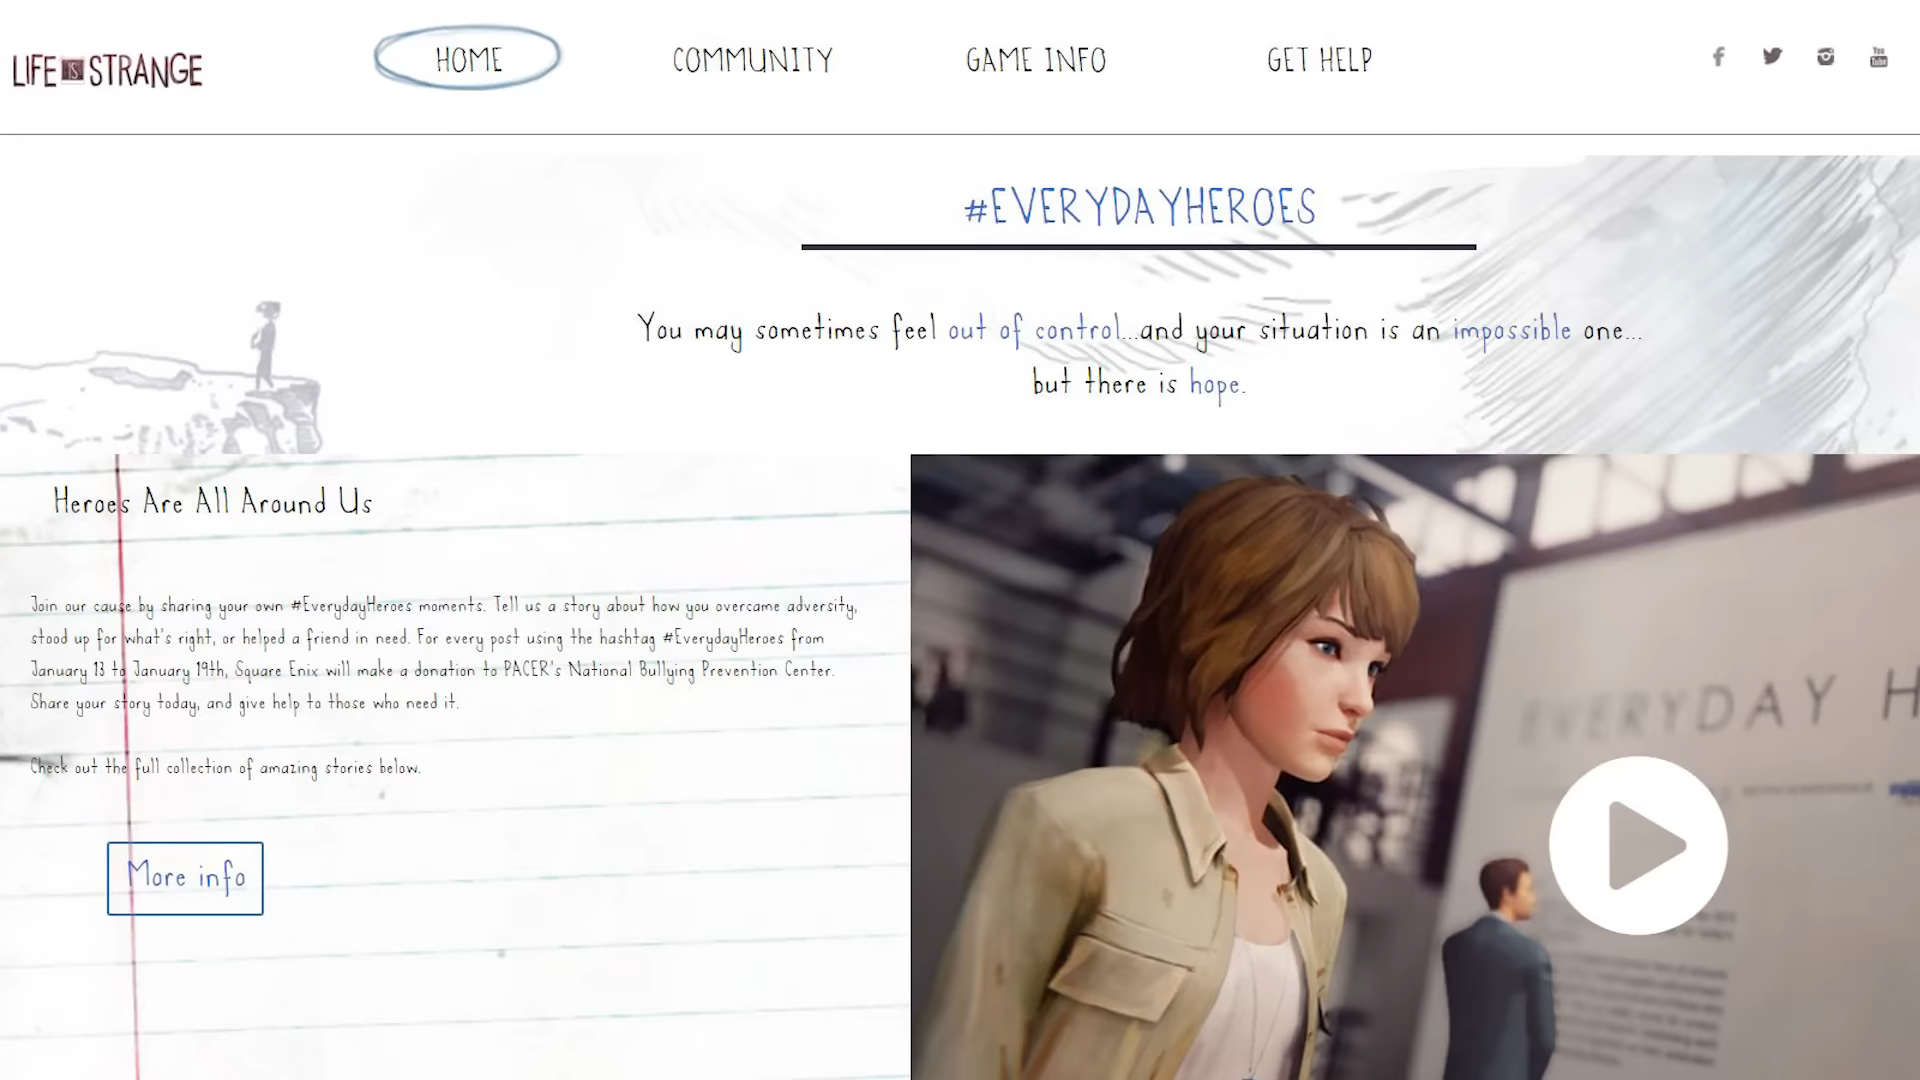 LIFE IS STRANGE
HOME
COMMUNITY
GAME INFO
GET HELP
You Tube
#EVERYDAYHEROES
You may sometimes feel out of control...and your situation is an impossible one...
but there is hope.
Heroes Are All Around Us
Join our cause by sharing your own #EverydayHeroes moments. Tell us a story about how you overcame adversity,
stood up for what's right, or helped a friend in need. For every post using the hashtag #EverydayHeroes from
January 13 to January 19th, Square Enix will make a donation to PACER's National Bullying Prevention Center.
Share your story today, and give help to those who need it.
Check out the full collection of amazing stories below.
More info
EVERYDAY H